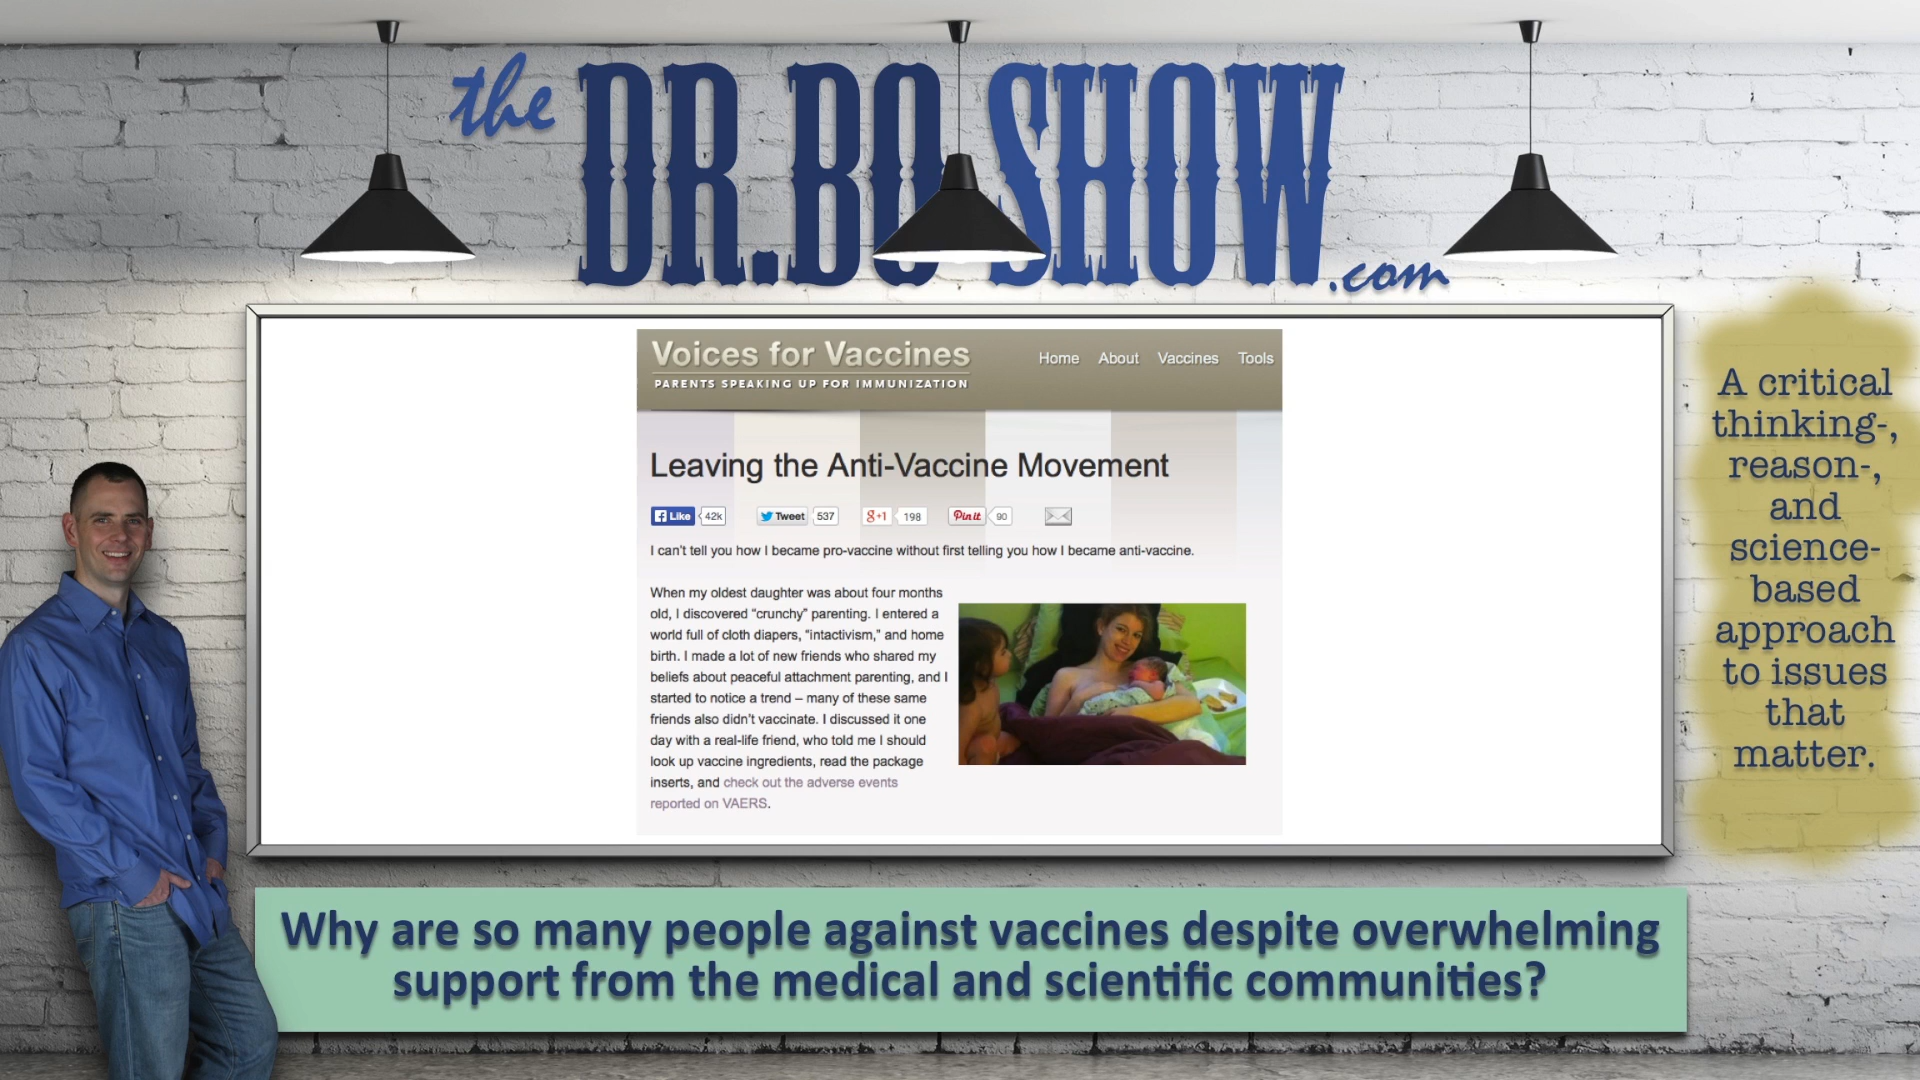 the DR.BO SHOW.com
Voices for Vaccines
PARENTS SPEAKING UP FOR IMMUNIZATION
Home About Vaccines Tools
Leaving the Anti-Vaccine Movement
Like 42k Tweet 537 g+1 198 Pin it 90
I can't tell you how I became pro-vaccine without first telling you how I became anti-vaccine.
When my oldest daughter was about four months
old, I discovered “crunchy” parenting. I entered a
world full of cloth diapers, “intactivism,” and home
birth. I made a lot of new friends who shared my
beliefs about peaceful attachment parenting, and I
started to notice a trend – many of these same
friends also didn't vaccinate. I discussed it one
day with a real-life friend, who told me I should
look up vaccine ingredients, read the package
inserts, and check out the adverse events
reported on VAERS.
A critical
thinking-,
reason-,
and
science-
based
approach
to issues
that
matter.
Why are so many people against vaccines despite overwhelming
support from the medical and scientific communities?